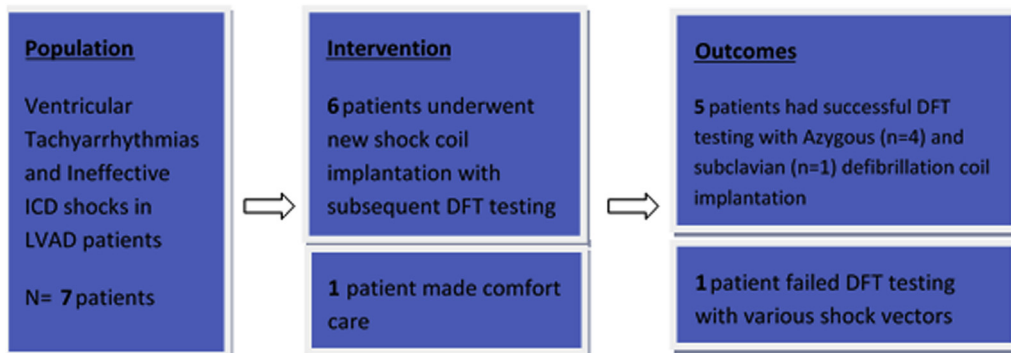 Population
Ventricular
Tachyarrhythmias
and Ineffective
ICD shocks in
LVAD patients
N= 7 patients
Intervention
6 patients underwent
new shock coil
implantation with
subsequent DFT testing
1 patient made comfort
care
Outcomes
5 patients had successful DFT
testing with Azygous (n=4) and
subclavian (n=1) defibrillation coil
implantation
1 patient failed DFT testing
with various shock vectors